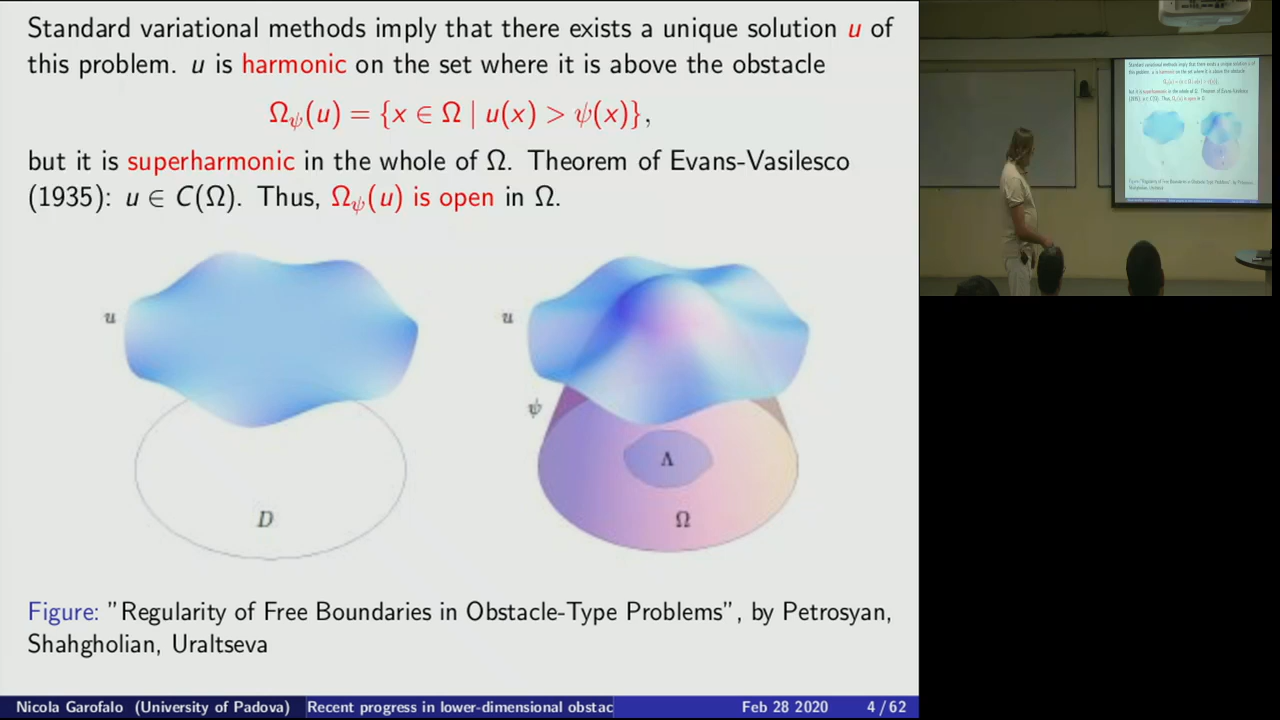 Standard variational methods imply that there exists a unique solution u of
this problem. u is harmonic on the set where it is above the obstacle
Ωψ(u) = {x ∈ Ω | u(x) > ψ(x)},
but it is superharmonic in the whole of Ω. Theorem of Evans-Vasilesco
(1935): u ∈ C(Ω). Thus, Ωψ(u) is open in Ω.
u
u
ψ
Λ
D
Ω
Figure: "Regularity of Free Boundaries in Obstacle-Type Problems", by Petrosyan,
Shahgholian, Uraltseva
Nicola Garofalo (University of Padova) Recent progress in lower-dimensional obstac Feb 28 2020 4 / 62